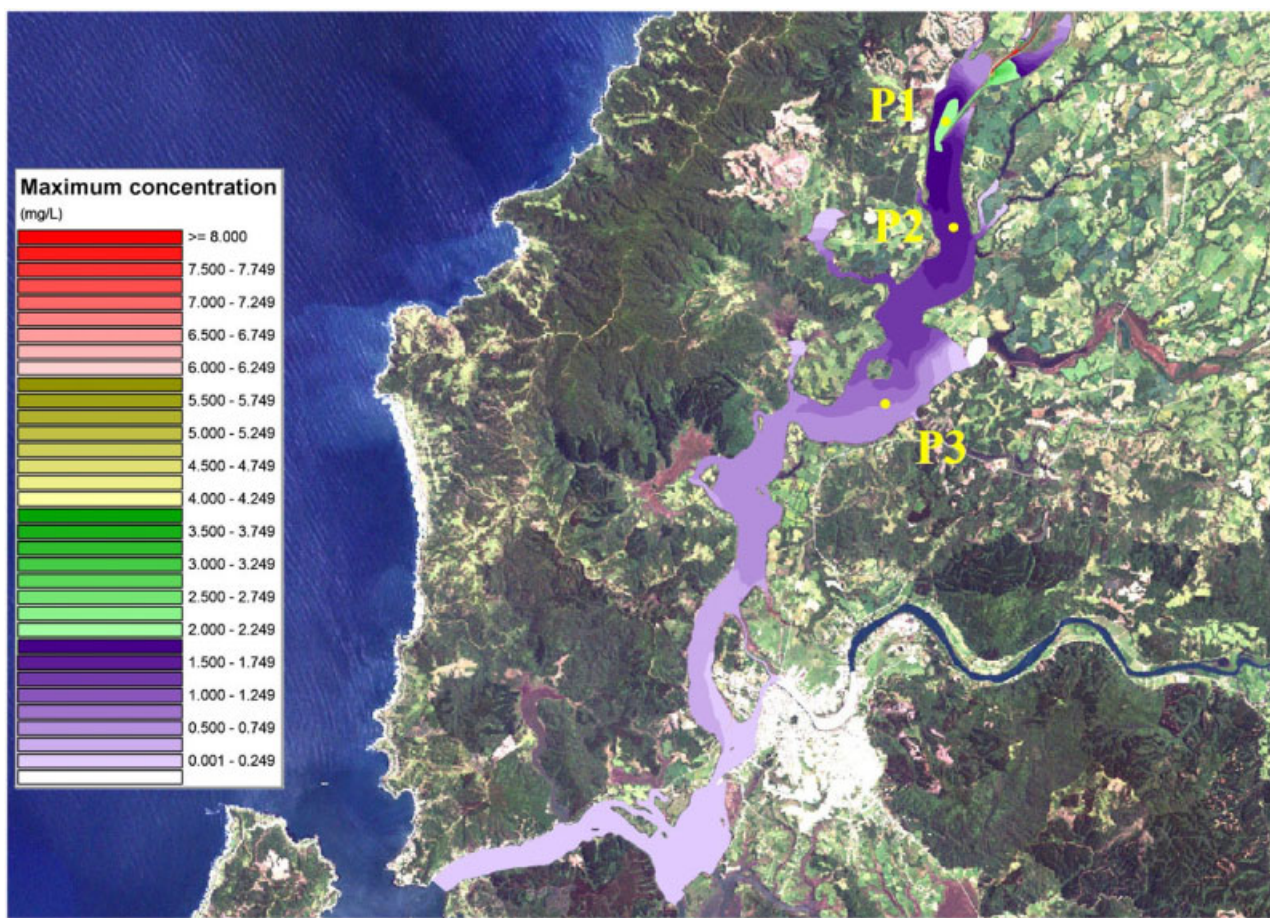 Maximum concentration
(mg/L)
>= 8.000
7.500 - 7.749
7.000 - 7.249
6.500 - 6.749
6.000 - 6.249
5.500 - 5.749
5.000 - 5.249
4.500 - 4.749
4.000 - 4.249
3.500 - 3.749
3.000 - 3.249
2.500 - 2.749
2.000 - 2.249
1.500 - 1.749
1.000 - 1.249
0.500 - 0.749
0.001 - 0.249
P1
P2
P3